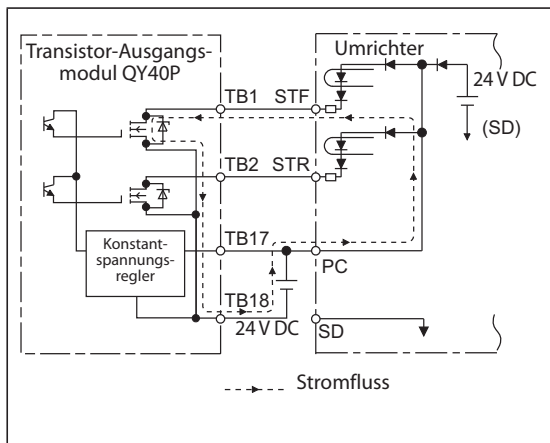 Transistor-Ausgangs-
modul QY40P
Umrichter
TB1 STF
24 V DC
(SD)
TB2 STR
Konstant-
spannungs-
regler
TB17
PC
TB18
24 V DC
SD
Stromfluss